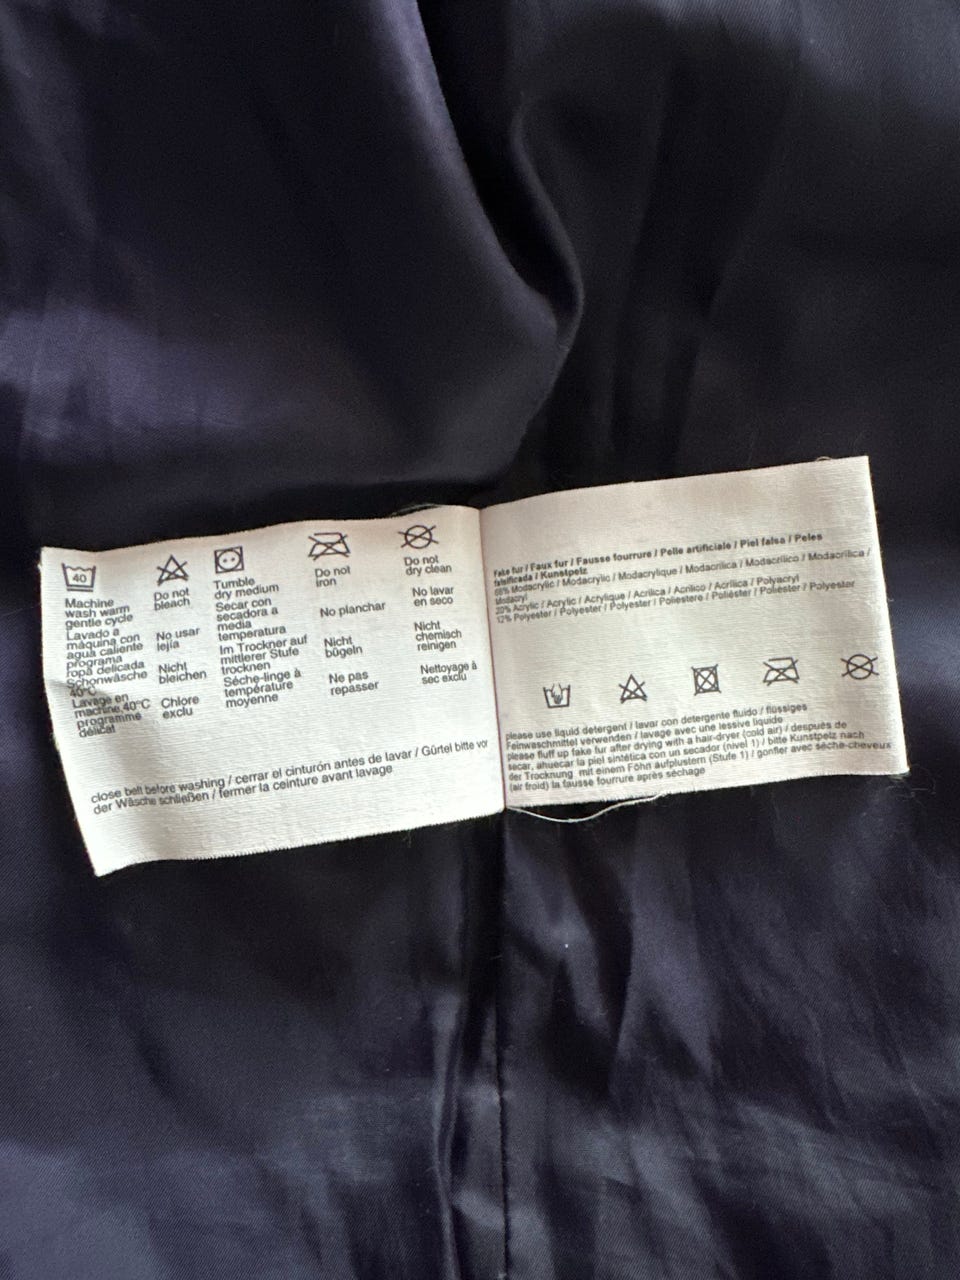 40
Machine
wash warm
gentle cycle
Lavado a
máquina con
agua caliente
programa
ropa delicada
Schonwäsche
40°C
Lavage en
machine 40°C
programme
délicat
Do not
bleach
No usar
lejía
Nicht
bleichen
Chlore
exclu
Tumble
dry medium
Secar con
secadora a
media
temperatura
Im Trockner auf
mittlerer Stufe
trocknen
Séche-linge à
température
moyenne
Do not
iron
No planchar
Nicht
bügeln
Ne pas
repasser
Do not
dry clean
No lavar
en seco
Nicht
chemisch
reinigen
Nettoyage à
sec exclu
close belt before washing / cerrar el cinturón antes de lavar / Gürtel bitte vor
der Wäsche schließen / fermer la ceinture avant lavage
Fake fur / Faux fur / Fausse fourrure / Pelle artificiale / Piel falsa / Peles
falsificada / Kunstpelz
68% Modacrylic / Modacrylic / Modacrylique / Modacrilica / Modacrílico / Modacrílica /
Modacryl
20% Acrylic / Acrylic / Acrylique / Acrilica / Acrílico / Acrílica / Polyacryl
12% Polyester / Polyester / Polyester / Poliestere / Poliéster / Poliester / Polyester
please use liquid detergent / lavar con detergente fluido / flüssiges
Feinwaschmittel verwenden / lavage avec une lessive liquide
please fluff up fake fur after drying with a hair-dryer (cold air) / después de
secar, ahuecar la piel sintética con un secador (nivel 1) / bitte Kunstpelz nach
der Trocknung mit einem Föhn aufplustern (Stufe 1) / gonfler avec sèche-cheveux
(air froid) la fausse fourrure après séchage